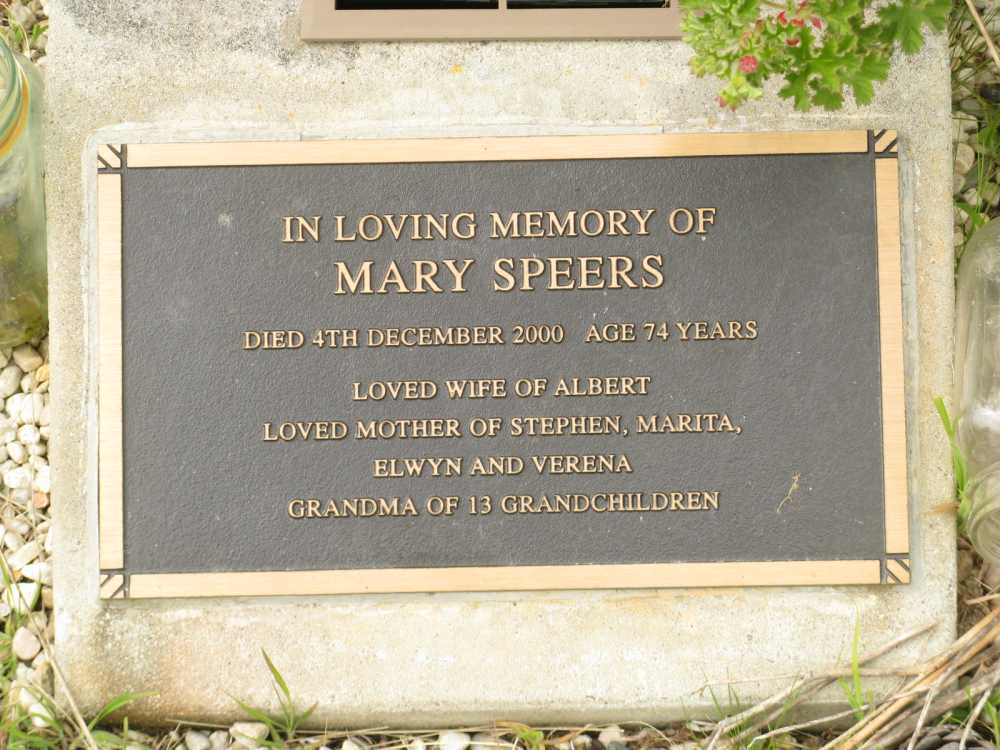 IN LOVING MEMORY OF
MARY SPEERS
DIED 4TH DECEMBER 2000 AGE 74 YEARS
LOVED WIFE OF ALBERT
LOVED MOTHER OF STEPHEN, MARITA,
ELWYN AND VERENA
GRANDMA OF 13 GRANDCHILDREN